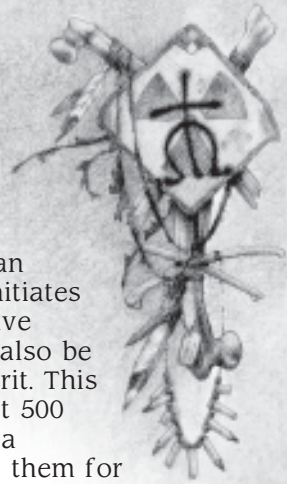 an
nitiates
ve
also be
rit. This
t 500
a
them for